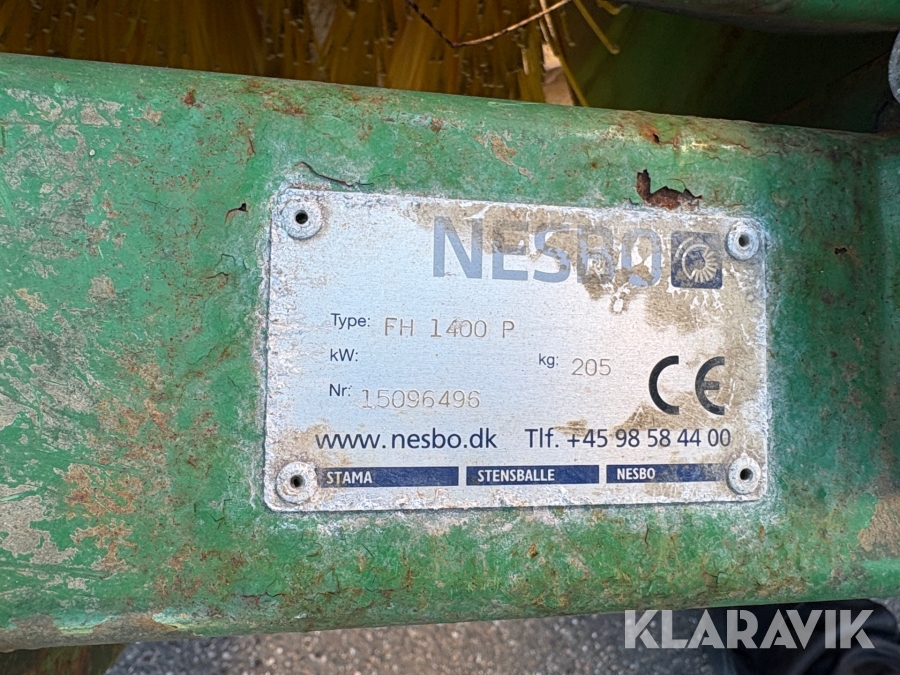 NESBO
Type: FH 1400 P
kW:
kg: 205
Nr: 15096496
www.nesbo.dk Tlf. +45 98 58 44 00
STAMA STENSBALLE NESBO
CE
KLARAVIK